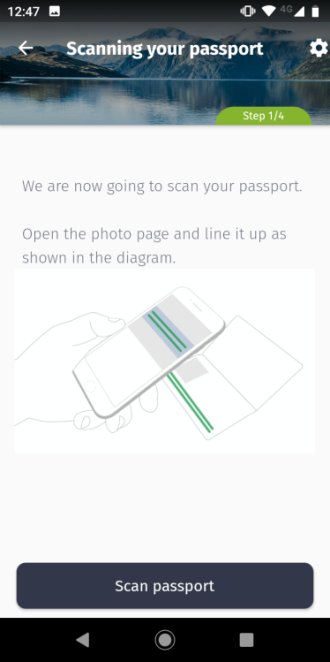 12:47
4G
Scanning your passport
Step 1/4
We are now going to scan your passport.
Open the photo page and line it up as
shown in the diagram.
Scan passport